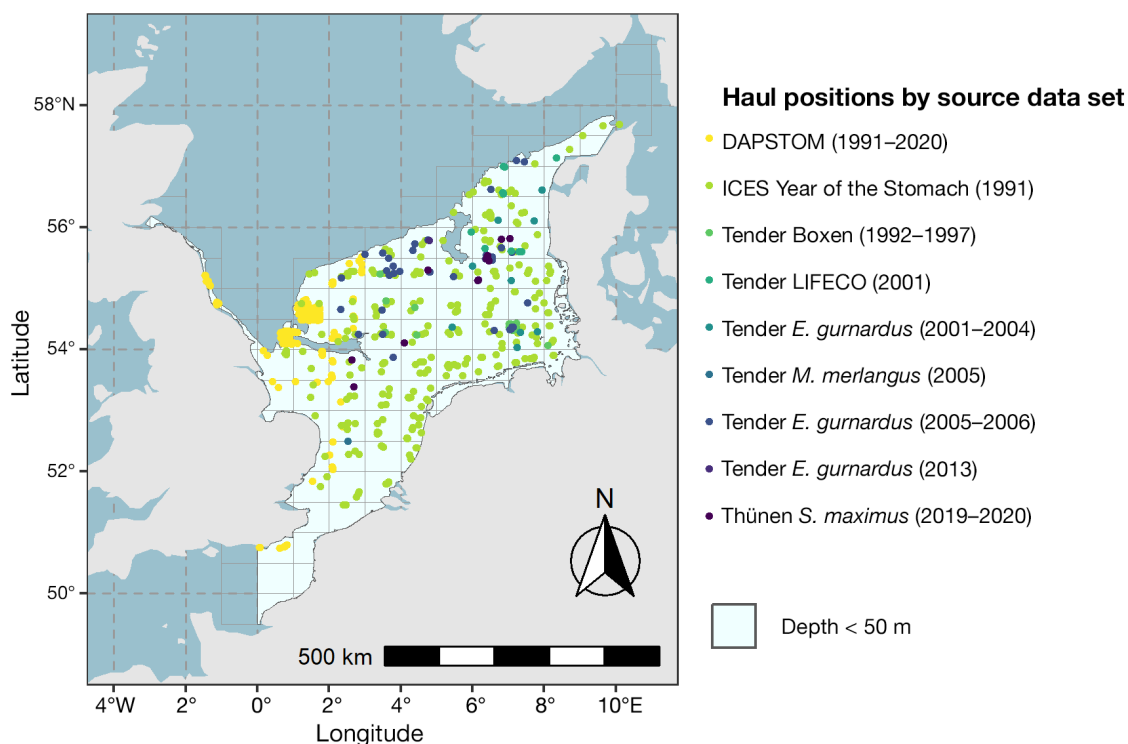 58°N
56°
54°
52°
50°
Latitude
4°W
2°
0°
2°
4°
6°
8°
10°E
Longitude
N
500 km
Haul positions by source data set
DAPSTOM (1991–2020)
ICES Year of the Stomach (1991)
Tender Boxen (1992–1997)
Tender LIFECO (2001)
Tender E. gurnardus (2001–2004)
Tender M. merlangus (2005)
Tender E. gurnardus (2005–2006)
Tender E. gurnardus (2013)
Thünen S. maximus (2019–2020)
Depth < 50 m